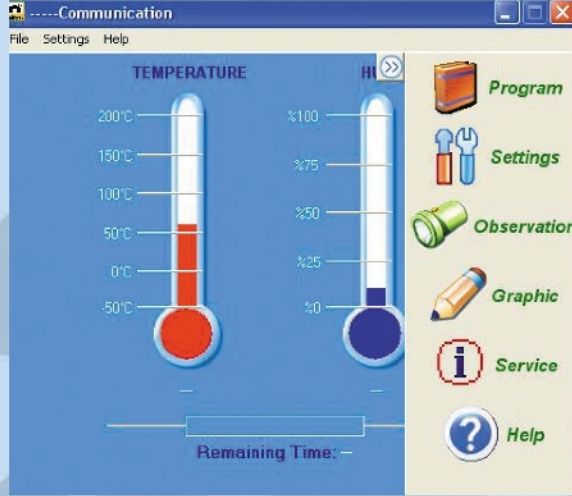 -----Communication
File Settings Help
TEMPERATURE
200°C
150°C
100°C
50°C
0°C
-50°C
%100
%75
%50
%25
%0
Remaining Time: –
Program
Settings
Observation
Graphic
Service
Help